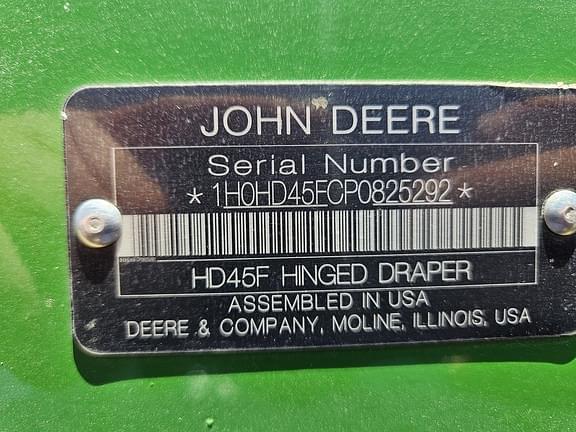 JOHN DEERE
Serial Number
*1H0HD45FCP0825292*
HD45F HINGED DRAPER
ASSEMBLED IN USA
DEERE & COMPANY, MOLINE, ILLINOIS, USA